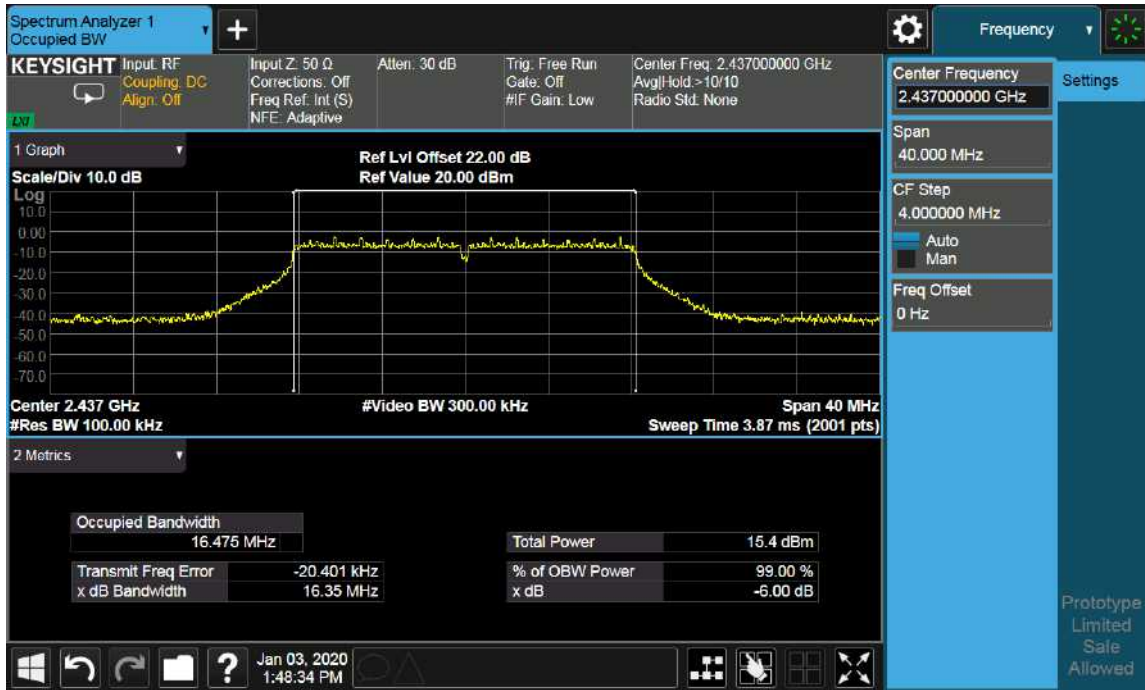 Spectrum Analyzer 1
Occupied BW
+
Frequency
KEYSIGHT
Input: RF
Coupling: DC
Align: Off
LXI
Input Z: 50 Ω
Corrections: Off
Freq Ref: Int (S)
NFE: Adaptive
Atten: 30 dB
Trig: Free Run
Gate: Off
#IF Gain: Low
Center Freq: 2.437000000 GHz
Avg|Hold:>10/10
Radio Std: None
Center Frequency
2.437000000 GHz
Settings
Span
40.000 MHz
CF Step
4.000000 MHz
Auto
Man
Freq Offset
0 Hz
1 Graph
Scale/Div 10.0 dB
Ref Lvl Offset 22.00 dB
Ref Value 20.00 dBm
Log
10.0
0.00
-10.0
-20.0
-30.0
-40.0
-50.0
-60.0
-70.0
Center 2.437 GHz
#Res BW 100.00 kHz
#Video BW 300.00 kHz
Span 40 MHz
Sweep Time 3.87 ms (2001 pts)
2 Metrics
Occupied Bandwidth
16.475 MHz
Total Power 15.4 dBm
Transmit Freq Error -20.401 kHz
% of OBW Power 99.00 %
x dB Bandwidth 16.35 MHz
x dB -6.00 dB
Prototype
Limited
Sale
Allowed
?
Jan 03, 2020
1:48:34 PM